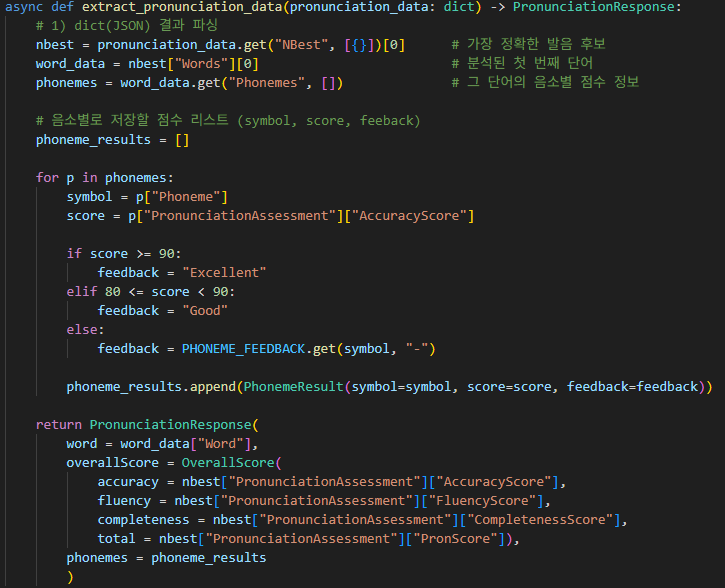 async def extract_pronunciation_data(pronunciation_data: dict) -> PronunciationResponse:
    # 1) dict(JSON) 결과 파싱
    nbest = pronunciation_data.get("NBest", [{}])[0]      # 가장 정확한 발음 후보
    word_data = nbest["Words"][0]                         # 분석된 첫 번째 단어
    phonemes = word_data.get("Phonemes", [])              # 그 단어의 음소별 점수 정보

    # 음소별로 저장할 점수 리스트 (symbol, score, feeback)
    phoneme_results = []

    for p in phonemes:
        symbol = p["Phoneme"]
        score = p["PronunciationAssessment"]["AccuracyScore"]

        if score >= 90:
            feedback = "Excellent"
        elif 80 <= score < 90:
            feedback = "Good"
        else:
            feedback = PHONEME_FEEDBACK.get(symbol, "-")

        phoneme_results.append(PhonemeResult(symbol=symbol, score=score, feedback=feedback))

    return PronunciationResponse(
        word = word_data["Word"],
        overallScore = OverallScore(
            accuracy = nbest["PronunciationAssessment"]["AccuracyScore"],
            fluency = nbest["PronunciationAssessment"]["FluencyScore"],
            completeness = nbest["PronunciationAssessment"]["CompletenessScore"],
            total = nbest["PronunciationAssessment"]["PronScore"]),
        phonemes = phoneme_results
        )